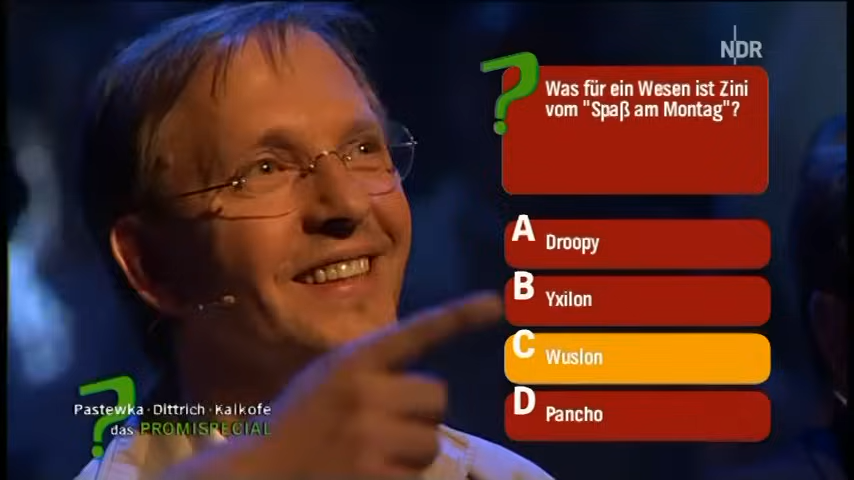 NDR
Was für ein Wesen ist Zini
vom "Spaß am Montag"?
A Droopy
B Yxilon
C Wuslon
D Pancho
Pastewka · Dittrich · Kalkofe
das PROMISPECIAL